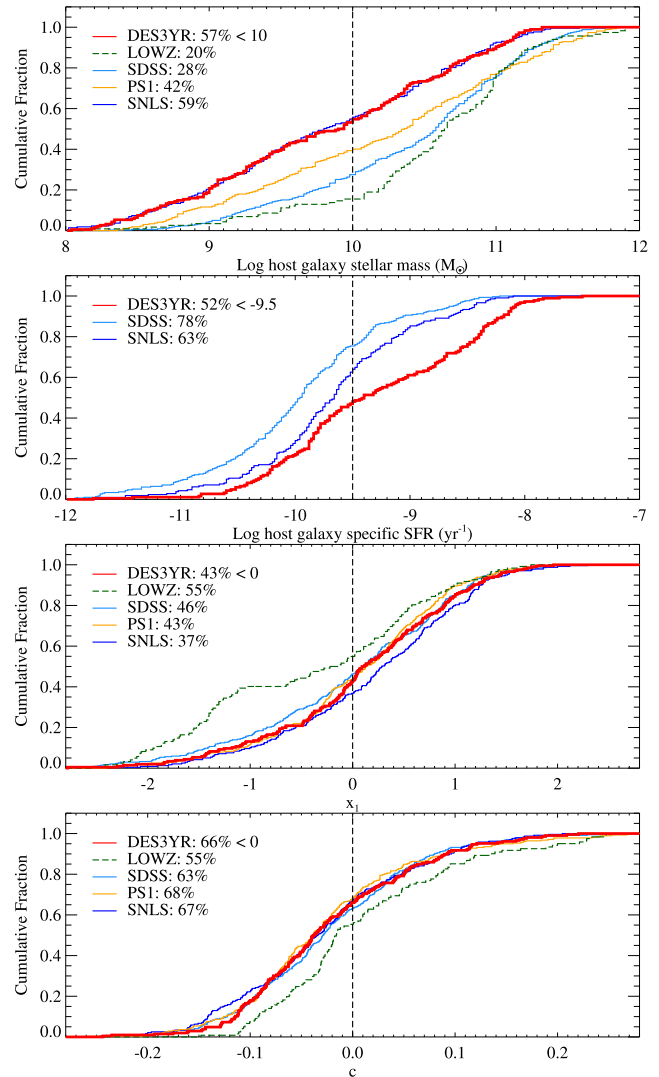 DES3YR: 57% < 10
LOWZ: 20%
SDSS: 28%
PS1: 42%
SNLS: 59%
Cumulative Fraction
1.0
0.8
0.6
0.4
0.2
0.0
8 9 10 11 12
Log host galaxy stellar mass (M⊙)
DES3YR: 52% < -9.5
SDSS: 78%
SNLS: 63%
Cumulative Fraction
1.0
0.8
0.6
0.4
0.2
0.0
-12 -11 -10 -9 -8 -7
Log host galaxy specific SFR (yr⁻¹)
DES3YR: 43% < 0
LOWZ: 55%
SDSS: 46%
PS1: 43%
SNLS: 37%
Cumulative Fraction
1.0
0.8
0.6
0.4
0.2
0.0
-2 -1 0 1 2
x₁
DES3YR: 66% < 0
LOWZ: 55%
SDSS: 63%
PS1: 68%
SNLS: 67%
Cumulative Fraction
1.0
0.8
0.6
0.4
0.2
0.0
-0.2 -0.1 0.0 0.1 0.2
c